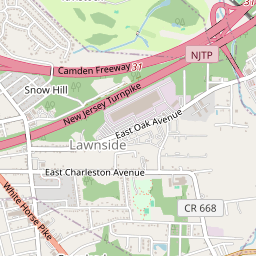 NJTP
Camden Freeway
31
Snow Hill
New Jersey Turnpike
East Oak Avenue
Lawnside
East Charleston Avenue
White Horse Pike
CR 668